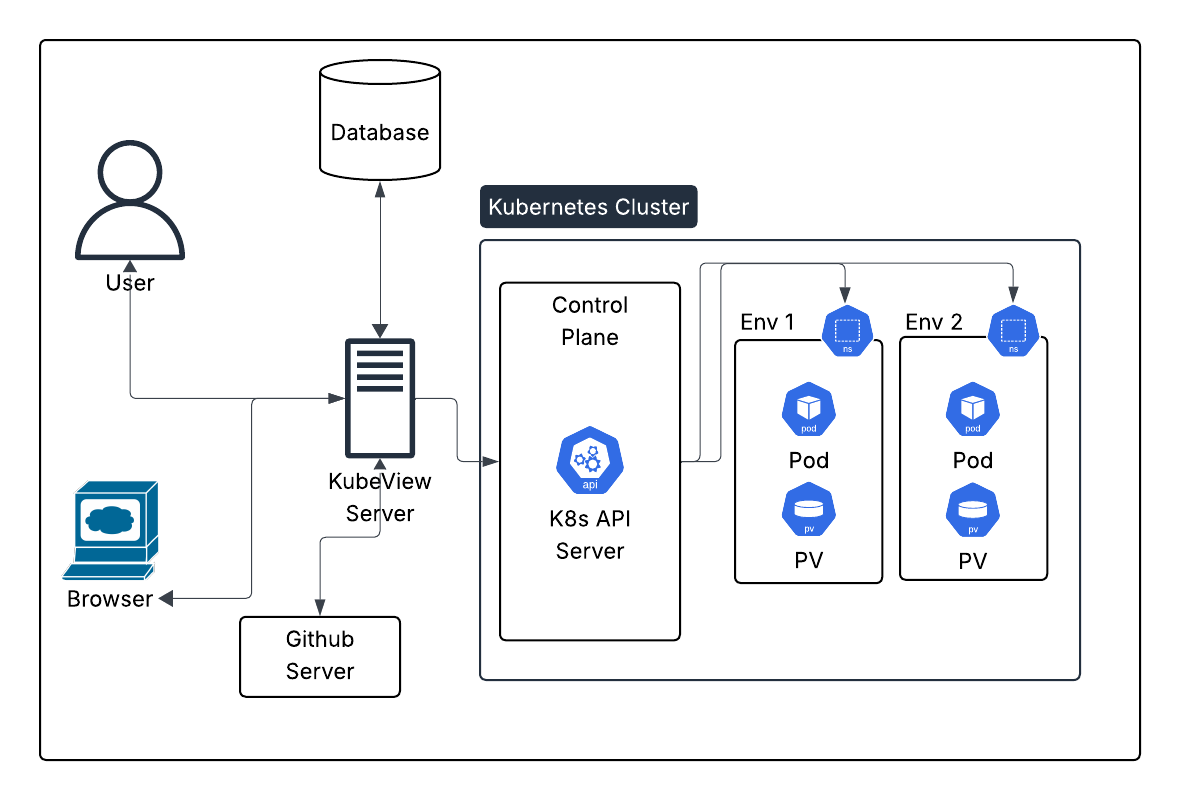 Database
User
Kubernetes Cluster
Control
Plane
api
K8s API
Server
Env 1
ns
pod
Pod
pv
PV
Env 2
ns
pod
Pod
pv
PV
KubeView
Server
Browser
Github
Server